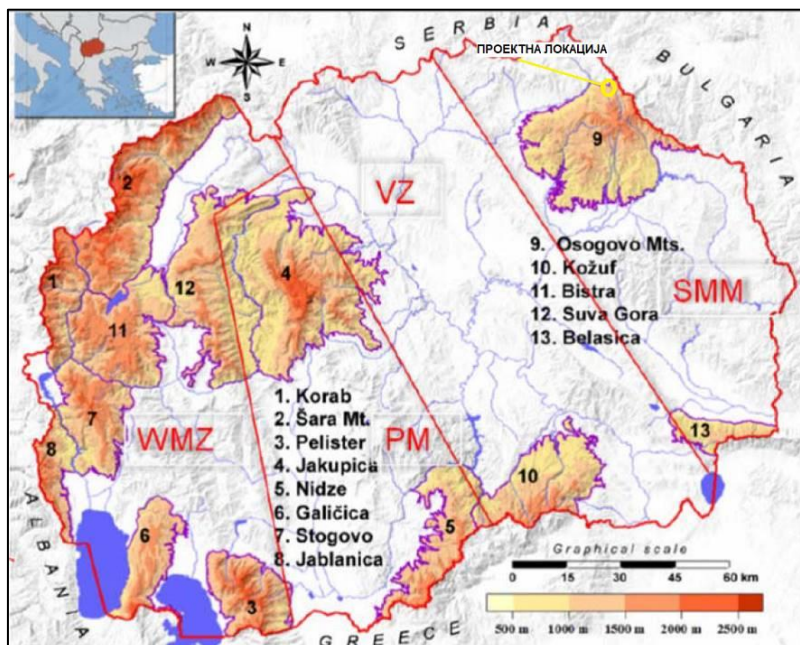 SERBIA
ПРОЕКТНА ЛОКАЦИЈА
BULGARIA
N
W E
S
2
9
VZ
1
12
4
11
9. Osogovo Mts.
10. Kožuf
11. Bistra
12. Suva Gora
13. Belasica
SMM
7
WMZ
1. Korab
2. Šara Mt.
3. Pelister
4. Jakupica
5. Nidze
6. Galičica
7. Stogovo
8. Jablanica
PM
13
8
10
ALBANIA
6
5
3
GREECE
Graphical scale
0 15 30 45 60 km
500 m 1000 m 1500 m 2000 m 2500 m